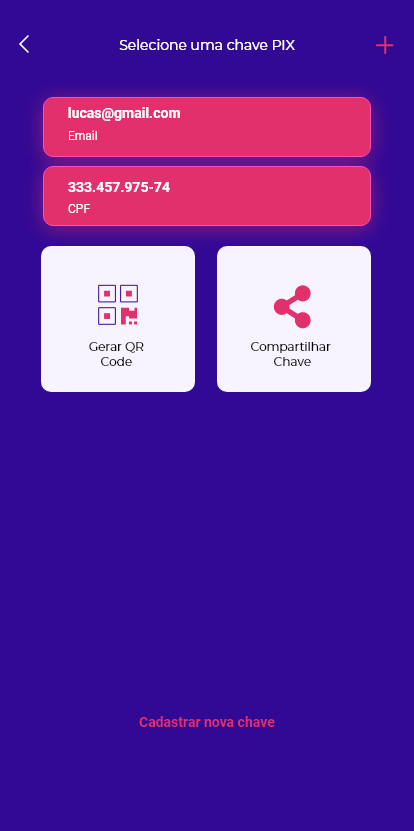 Selecione uma chave PIX
lucas@gmail.com
Email
333.457.975-74
CPF
Gerar QR
Code
Compartilhar
Chave
Cadastrar nova chave